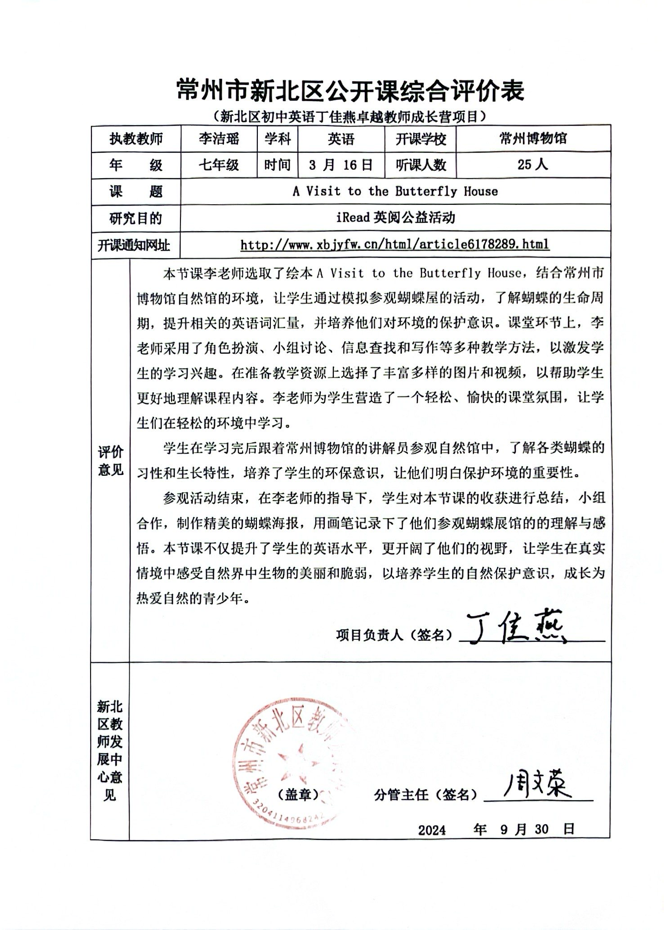 常州市新北区公开课综合评价表
（新北区初中英语丁佳燕卓越教师成长营项目）
执教教师 李洁瑶 学科 英语 开课学校 常州博物馆
年 级 七年级 时间 3 月 16 日 听课人数 25 人
课 题 A Visit to the Butterfly House
研究目的 iRead 英阅公益活动
开课通知网址 http://www.xbjyfw.cn/html/article6178289.html
评价意见
本节课李老师选取了绘本 A Visit to the Butterfly House，结合常州市
博物馆自然馆的环境，让学生通过模拟参观蝴蝶屋的活动，了解蝴蝶的生命周
期，提升相关的英语词汇量，并培养他们对环境的保护意识。课堂环节上，李
老师采用了角色扮演、小组讨论、信息查找和写作等多种教学方法，以激发学
生的学习兴趣。在准备教学资源上选择了丰富多样的图片和视频，以帮助学生
更好地理解课程内容。李老师为学生营造了一个轻松、愉快的课堂氛围，让学
生们在轻松的环境中学习。
学生在学习完后跟着常州博物馆的讲解员参观自然馆中，了解各类蝴蝶的
习性和生长特性，培养了学生的环保意识，让他们明白保护环境的重要性。
参观活动结束，在李老师的指导下，学生对本节课的收获进行总结，小组
合作，制作精美的蝴蝶海报，用画笔记录下了他们参观蝴蝶展馆的的理解与感
悟。本节课不仅提升了学生的英语水平，更开阔了他们的视野，让学生在真实
情境中感受自然界中生物的美丽和脆弱，以培养学生的自然保护意识，成长为
热爱自然的青少年。
项目负责人（签名） 丁佳燕
新北区教师发展中心意见
常州市新北区教师
（盖章） 分管主任（签名） 周文荣
2024 年 9 月 30 日